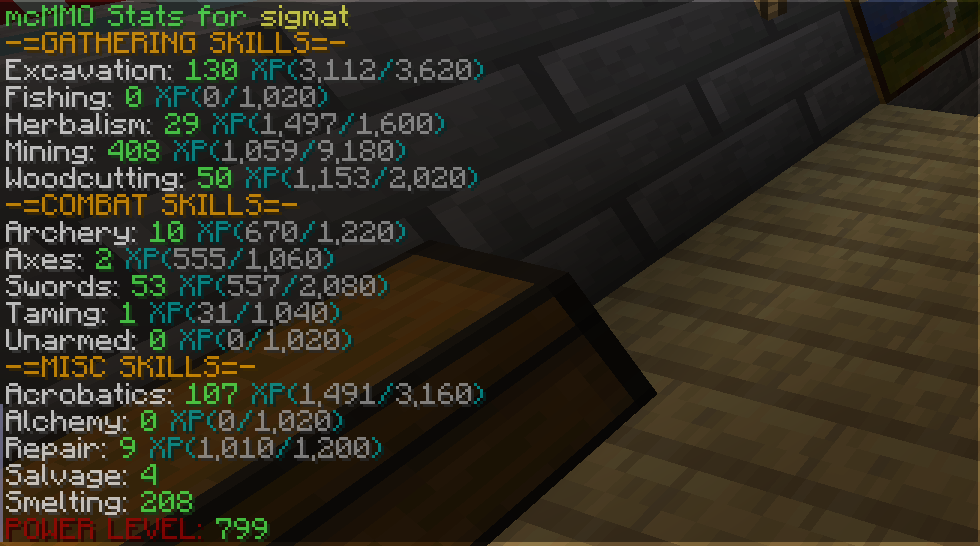 mcMMO Stats for sigmat
-=GATHERING SKILLS=-
Excavation: 130 XP(3,112/3,620)
Fishing: 0 XP(0/1,020)
Herbalism: 29 XP(1,497/1,600)
Mining: 408 XP(1,059/9,180)
Woodcutting: 50 XP(1,153/2,020)
-=COMBAT SKILLS=-
Archery: 10 XP(670/1,220)
Axes: 2 XP(555/1,060)
Swords: 53 XP(557/2,080)
Taming: 1 XP(31/1,040)
Unarmed: 0 XP(0/1,020)
-=MISC SKILLS=-
Acrobatics: 107 XP(1,491/3,160)
Alchemy: 0 XP(0/1,020)
Repair: 9 XP(1,010/1,200)
Salvage: 4
Smelting: 208
POWER LEVEL: 799